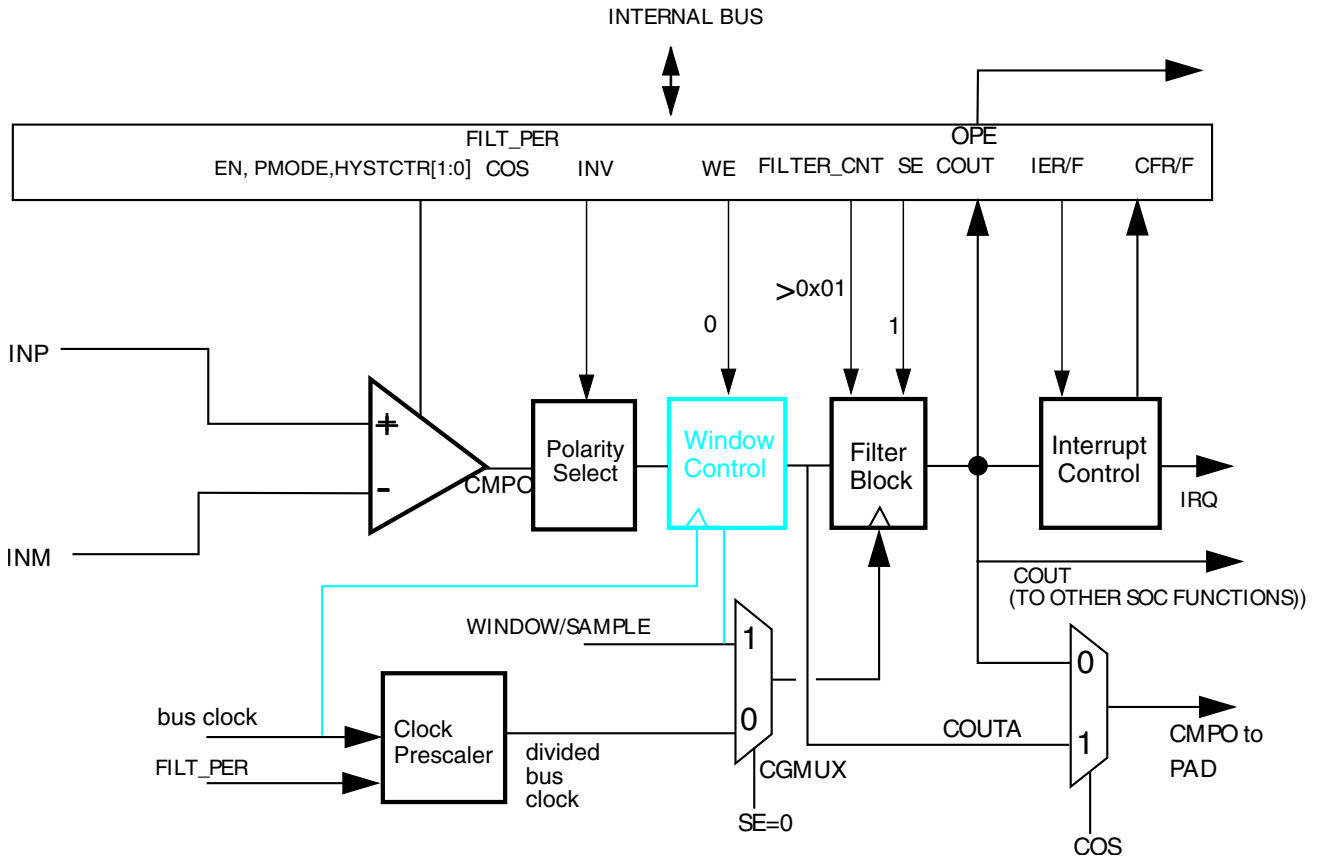 INTERNAL BUS
FILT_PER
OPE
EN, PMODE,HYSTCTR[1:0] COS INV WE FILTER_CNT SE COUT IER/F CFR/F
>0x01
0
1
INP
+
-
CMPO
Polarity
Select
Window
Control
Filter
Block
Interrupt
Control
IRQ
INM
COUT
(TO OTHER SOC FUNCTIONS))
WINDOW/SAMPLE
1
0
0
1
bus clock
FILT_PER
Clock
Prescaler
divided
bus
clock
CGMUX
SE=0
COUTA
CMPO to
PAD
COS